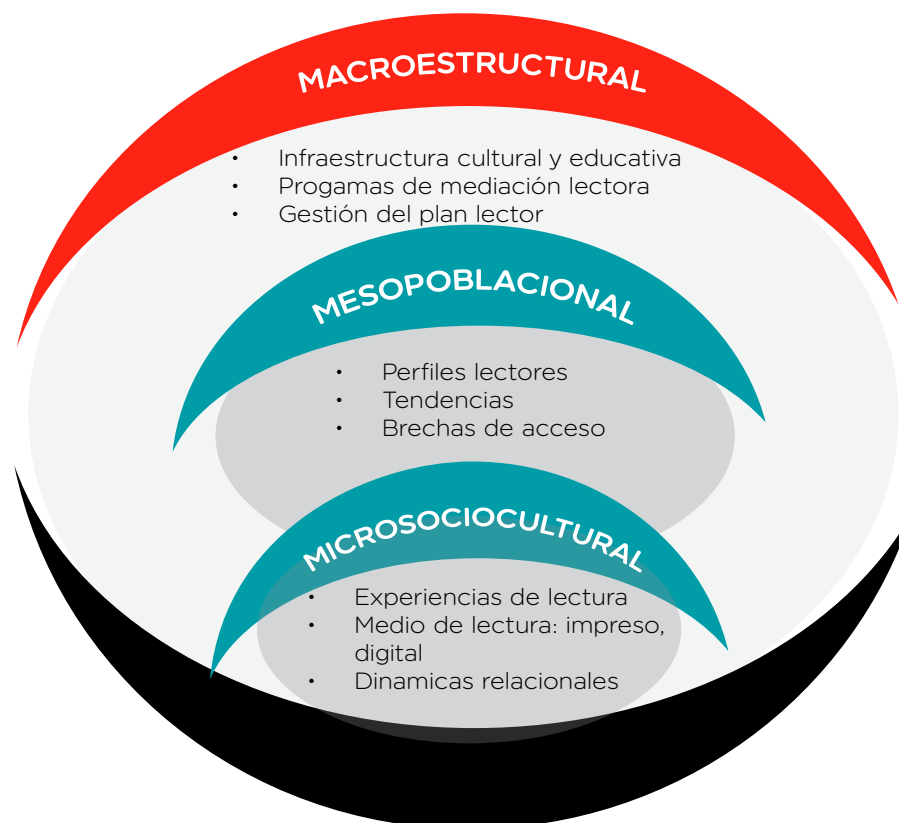 MACROESTRUCTURAL
• Infraestructura cultural y educativa
• Progamas de mediación lectora
• Gestión del plan lector
MESOPOBLACIONAL
• Perfiles lectores
• Tendencias
• Brechas de acceso
MICROSOCIOCULTURAL
• Experiencias de lectura
• Medio de lectura: impreso,
digital
• Dinamicas relacionales